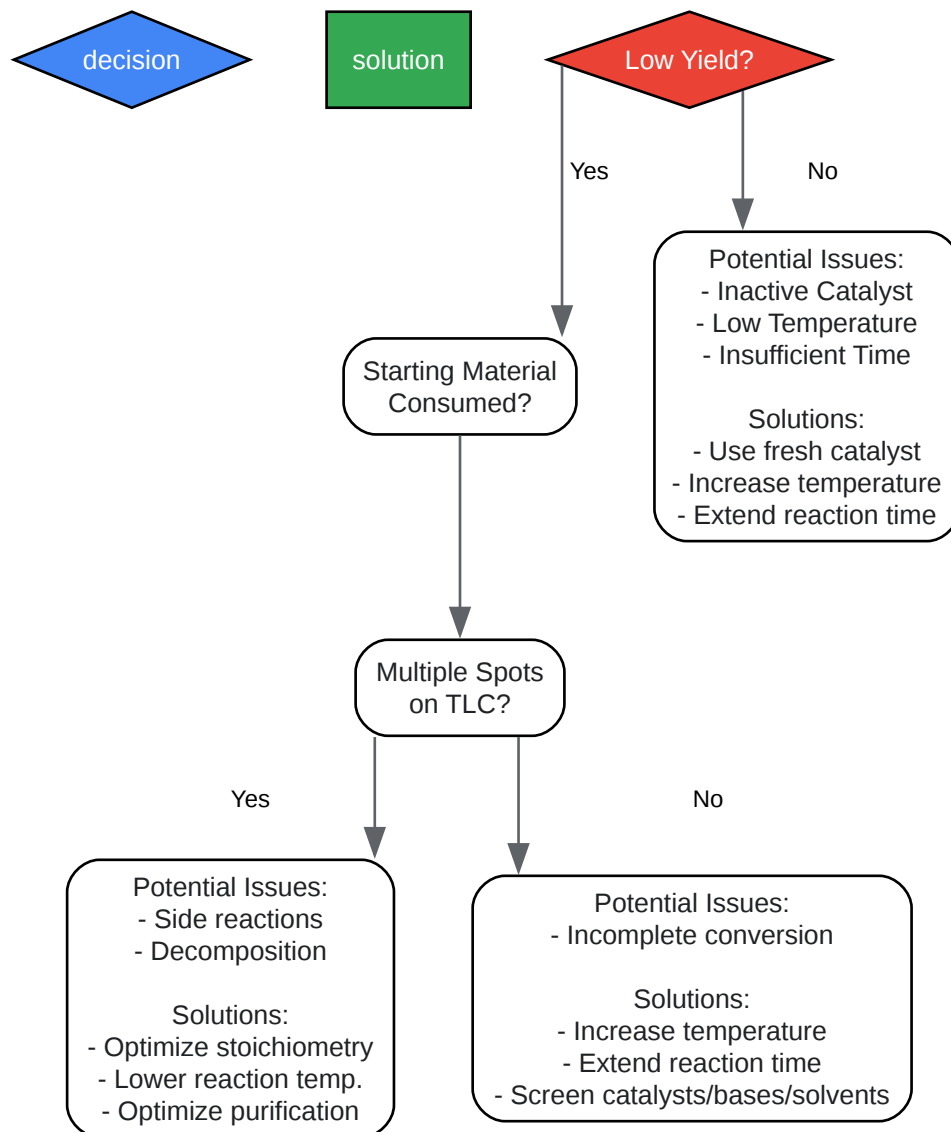 decision
solution
Low Yield?
Yes
No
Potential Issues:
- Inactive Catalyst
- Low Temperature
- Insufficient Time
Solutions:
- Use fresh catalyst
- Increase temperature
- Extend reaction time
Starting Material
Consumed?
Multiple Spots
on TLC?
Yes
No
Potential Issues:
- Side reactions
- Decomposition
Solutions:
- Optimize stoichiometry
- Lower reaction temp.
- Optimize purification
Potential Issues:
- Incomplete conversion
Solutions:
- Increase temperature
- Extend reaction time
- Screen catalysts/bases/solvents